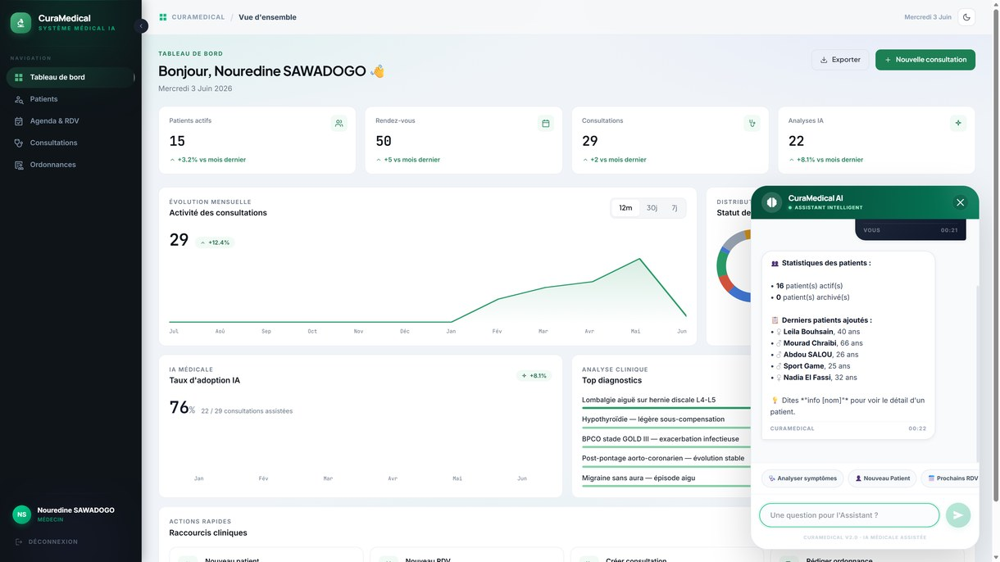 CuraMedical
SYSTÈME MÉDICAL IA
NAVIGATION
Tableau de bord
Patients
Agenda & RDV
Consultations
Ordonnances
NS
Nouredine SAWADOGO
MÉDECIN
DÉCONNEXION
CURAMEDICAL / Vue d'ensemble
Mercredi 3 Juin
TABLEAU DE BORD
Bonjour, Nouredine SAWADOGO 👋
Mercredi 3 Juin 2026
Exporter
+ Nouvelle consultation
Patients actifs
15
+3.2% vs mois dernier
Rendez-vous
50
+5 vs mois dernier
Consultations
29
+2 vs mois dernier
Analyses IA
22
+8.1% vs mois dernier
ÉVOLUTION MENSUELLE
Activité des consultations
12m 30j 7j
29 +12.4%
Jul Aoû Sep Oct Nov Déc Jan Fév Mar Avr Mai Jun
DISTRIBUT
Statut de
IA MÉDICALE
Taux d'adoption IA
+8.1%
76% 22 / 29 consultations assistées
Jan Fév Mar Avr Mai Jun
ANALYSE CLINIQUE
Top diagnostics
Lombalgie aiguë sur hernie discale L4-L5
Hypothyroïdie — légère sous-compensation
BPCO stade GOLD III — exacerbation infectieuse
Post-pontage aorto-coronarien — évolution stable
Migraine sans aura — épisode aigu
ACTIONS RAPIDES
Raccourcis cliniques
Nouveau patient
Nouveau RDV
Créer consultation
Rédiger ordonnance
CuraMedical AI
ASSISTANT INTELLIGENT
VOUS 00:21
👥 Statistiques des patients :
• 16 patient(s) actif(s)
• 0 patient(s) archivé(s)
📋 Derniers patients ajoutés :
• ♀ Leila Bouhsain, 40 ans
• ♂ Mourad Chraibi, 66 ans
• ♂ Abdou SALOU, 26 ans
• ♂ Sport Game, 25 ans
• ♀ Nadia El Fassi, 32 ans
💡 Dites *"info [nom]"* pour voir le détail d'un
patient.
CURAMEDICAL 00:22
Analyser symptômes
Nouveau Patient
Prochains RDV
Une question pour l'Assistant ?
CURAMEDICAL V2.0 · IA MÉDICALE ASSISTÉE